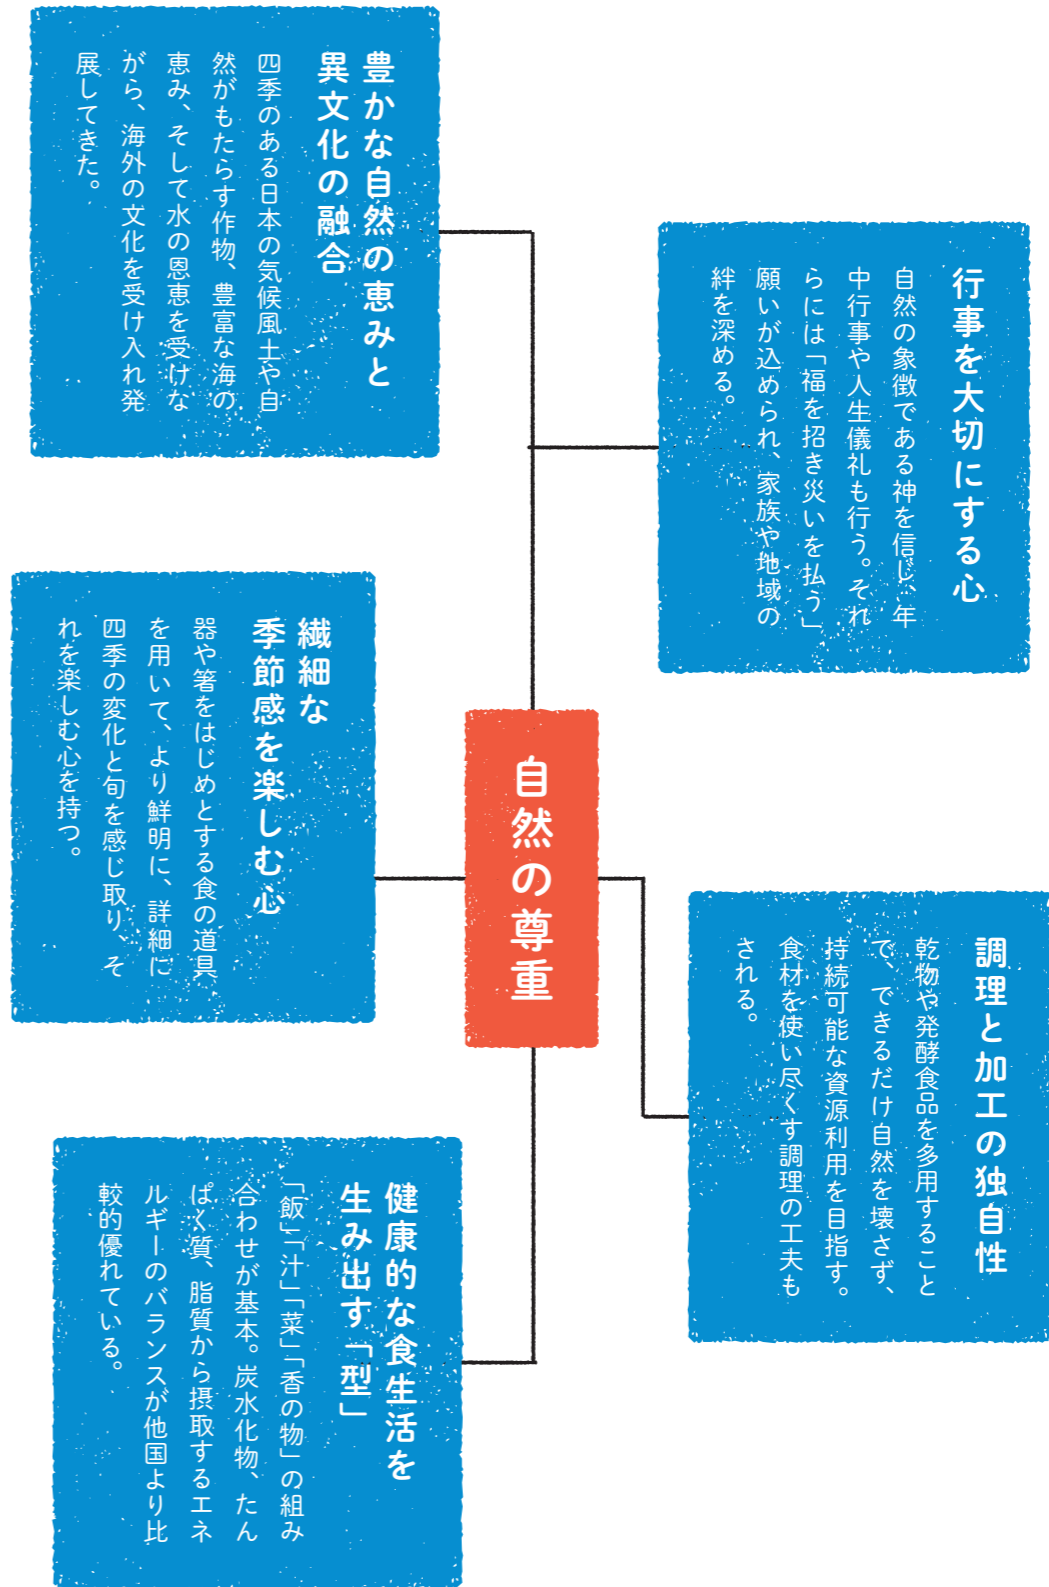 行事を大切にする心
自然の象徴である神を信じ、年
中行事や人生儀礼も行う。それ
らには「福を招き災いを払う」
願いが込められ、家族や地域の
絆を深める。
豊かな自然の恵みと
異文化の融合
四季のある日本の気候風土や自
然がもたらす作物、豊富な海の
恵み、そして水の恩恵を受けな
がら、海外の文化を受け入れ発
展してきた。
自然の尊重
調理と加工の独自性
乾物や発酵食品を多用すること
で、できるだけ自然を壊さず、
持続可能な資源利用を目指す。
食材を使い尽くす調理の工夫も
される。
繊細な
季節感を楽しむ心
器や箸をはじめとする食の道具
を用いて、より鮮明に、詳細に
四季の変化と旬を感じ取り、そ
れを楽しむ心を持つ。
健康的な食生活を
生み出す「型」
「飯」「汁」「菜」「香の物」の組み
合わせが基本。炭水化物、たん
ぱく質、脂質から摂取するエネ
ルギーのバランスが他国より比
較的優れている。